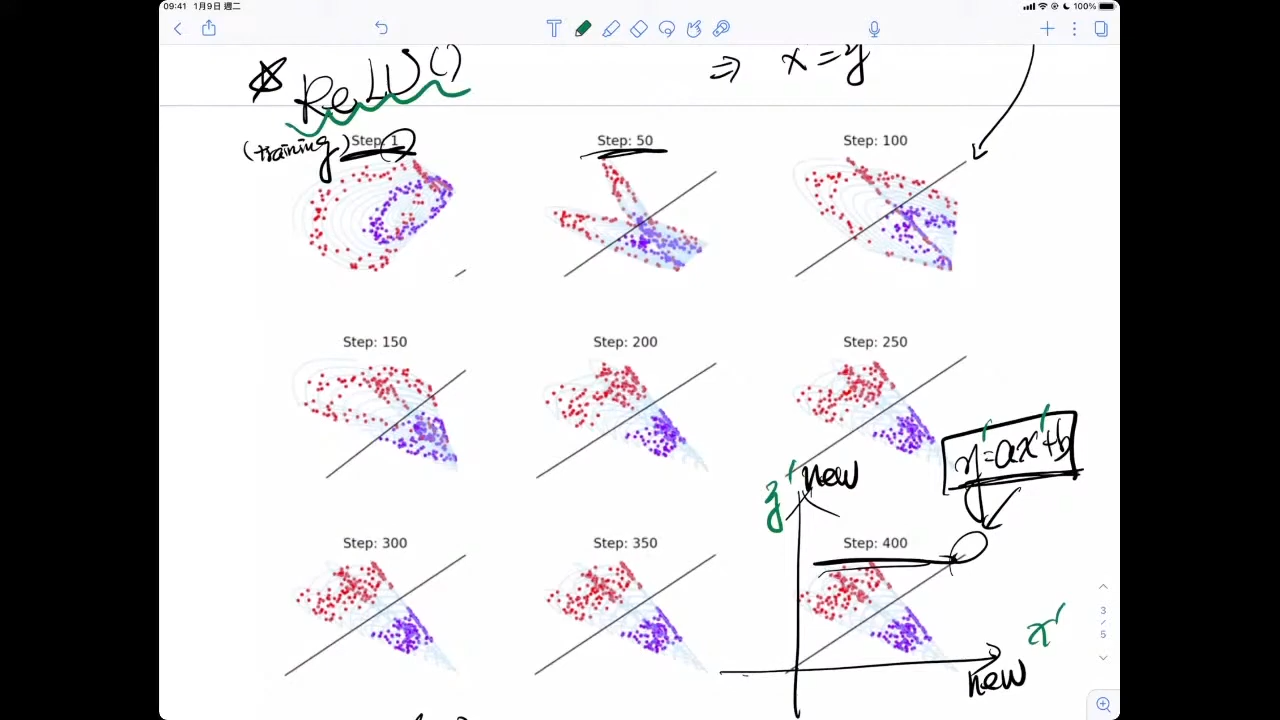 09:41 1月9日 週二
100%
ReLU()
⇒ x=y
(training) Step: 1
Step: 50
Step: 100
Step: 150
Step: 200
Step: 250
y'=ax'+b
y' new
Step: 300
Step: 350
Step: 400
x'
new
3
/
5